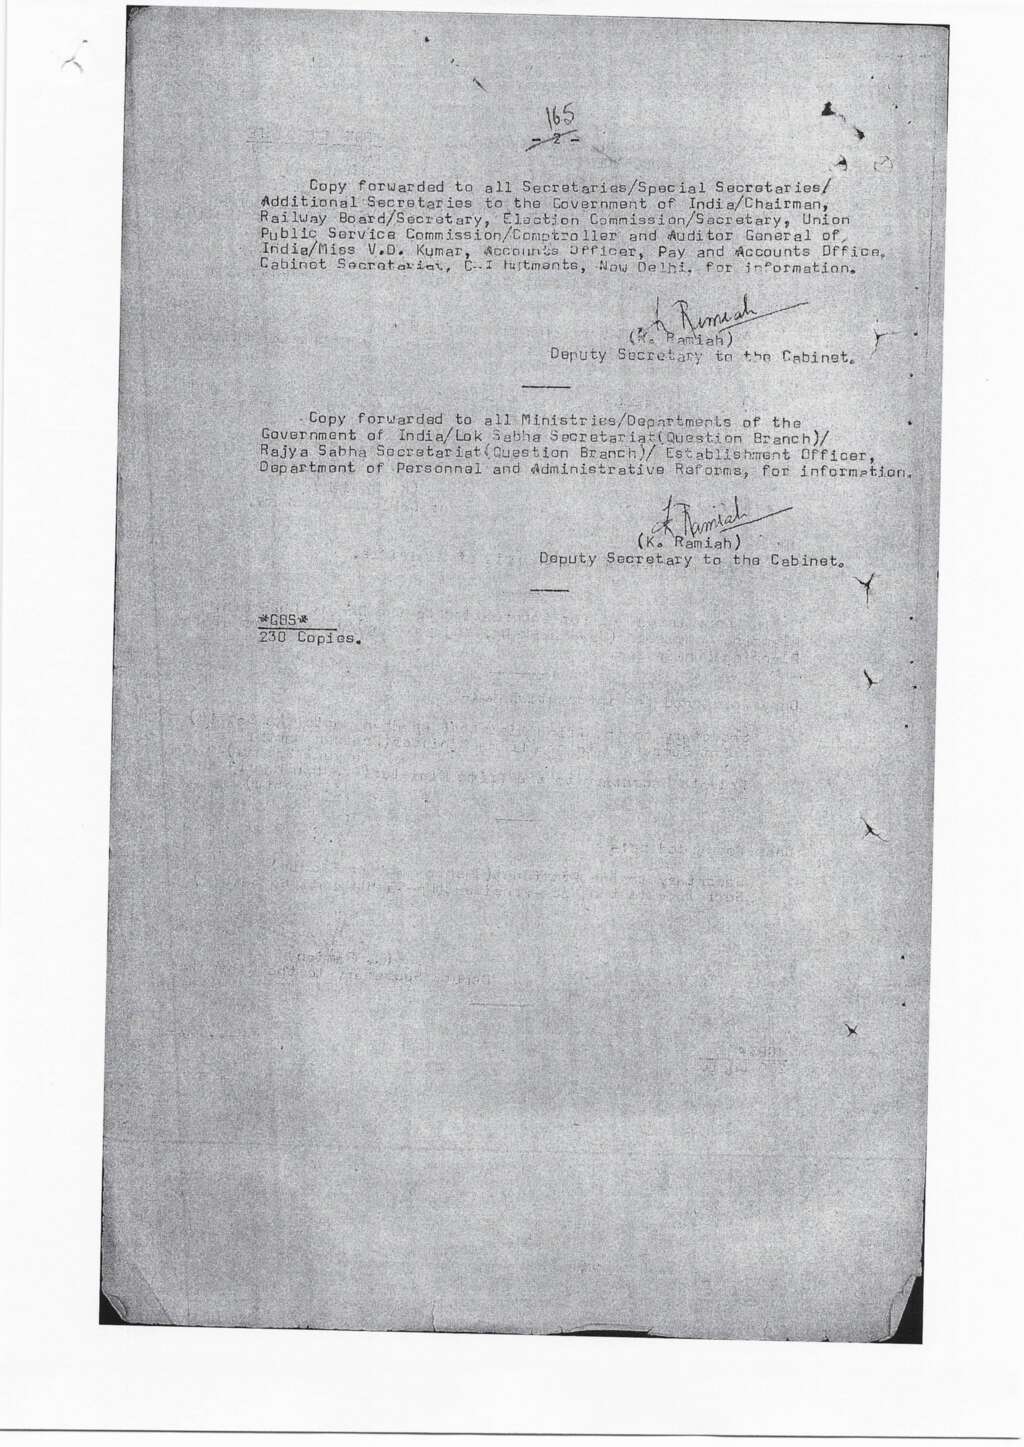 165
- 2 -
Copy forwarded to all Secretaries/Special Secretaries/
Additional Secretaries to the Government of India/Chairman,
Railway Board/Secretary, Election Commission/Secretary, Union
Public Service Commission/Comptroller and Auditor General of
India/Miss V.D. Kumar, Accounts Officer, Pay and Accounts Office,
Cabinet Secretariat, New Delhi, for information.
K Ramiah
(K. Ramiah)
Deputy Secretary to the Cabinet.
Copy forwarded to all Ministries/Departments of the
Government of India/Lok Sabha Secretariat(Question Branch)/
Rajya Sabha Secretariat(Question Branch)/ Establishment Officer,
Department of Personnel and Administrative Reforms, for information.
K Ramiah
(K. Ramiah)
Deputy Secretary to the Cabinet.
*GBS*
230 Copies.